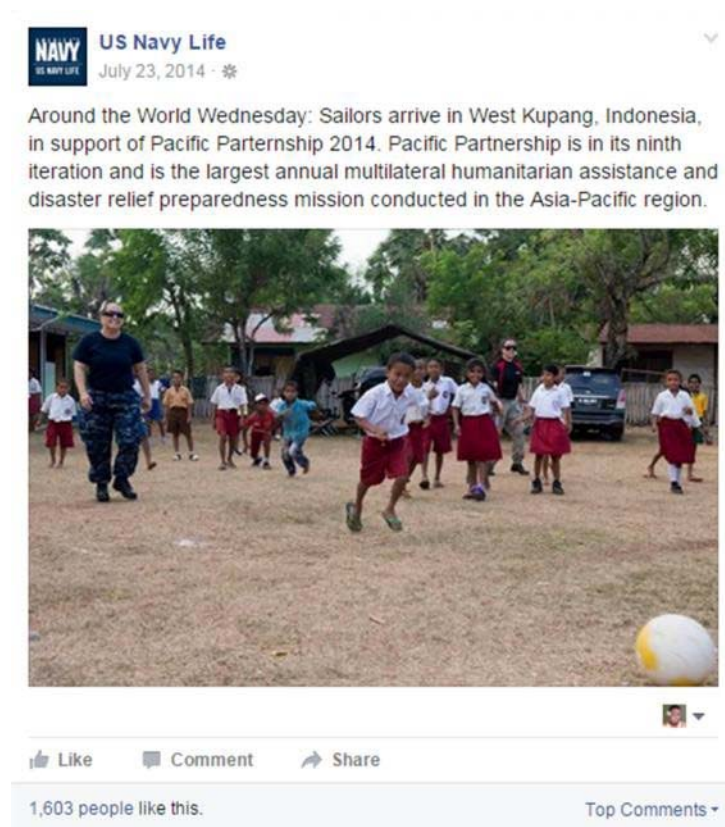 NAVY
US NAVY LIFE
US Navy Life
July 23, 2014
Around the World Wednesday: Sailors arrive in West Kupang, Indonesia,
in support of Pacific Parternship 2014. Pacific Partnership is in its ninth
iteration and is the largest annual multilateral humanitarian assistance and
disaster relief preparedness mission conducted in the Asia-Pacific region.
Like Comment Share
1,603 people like this. Top Comments